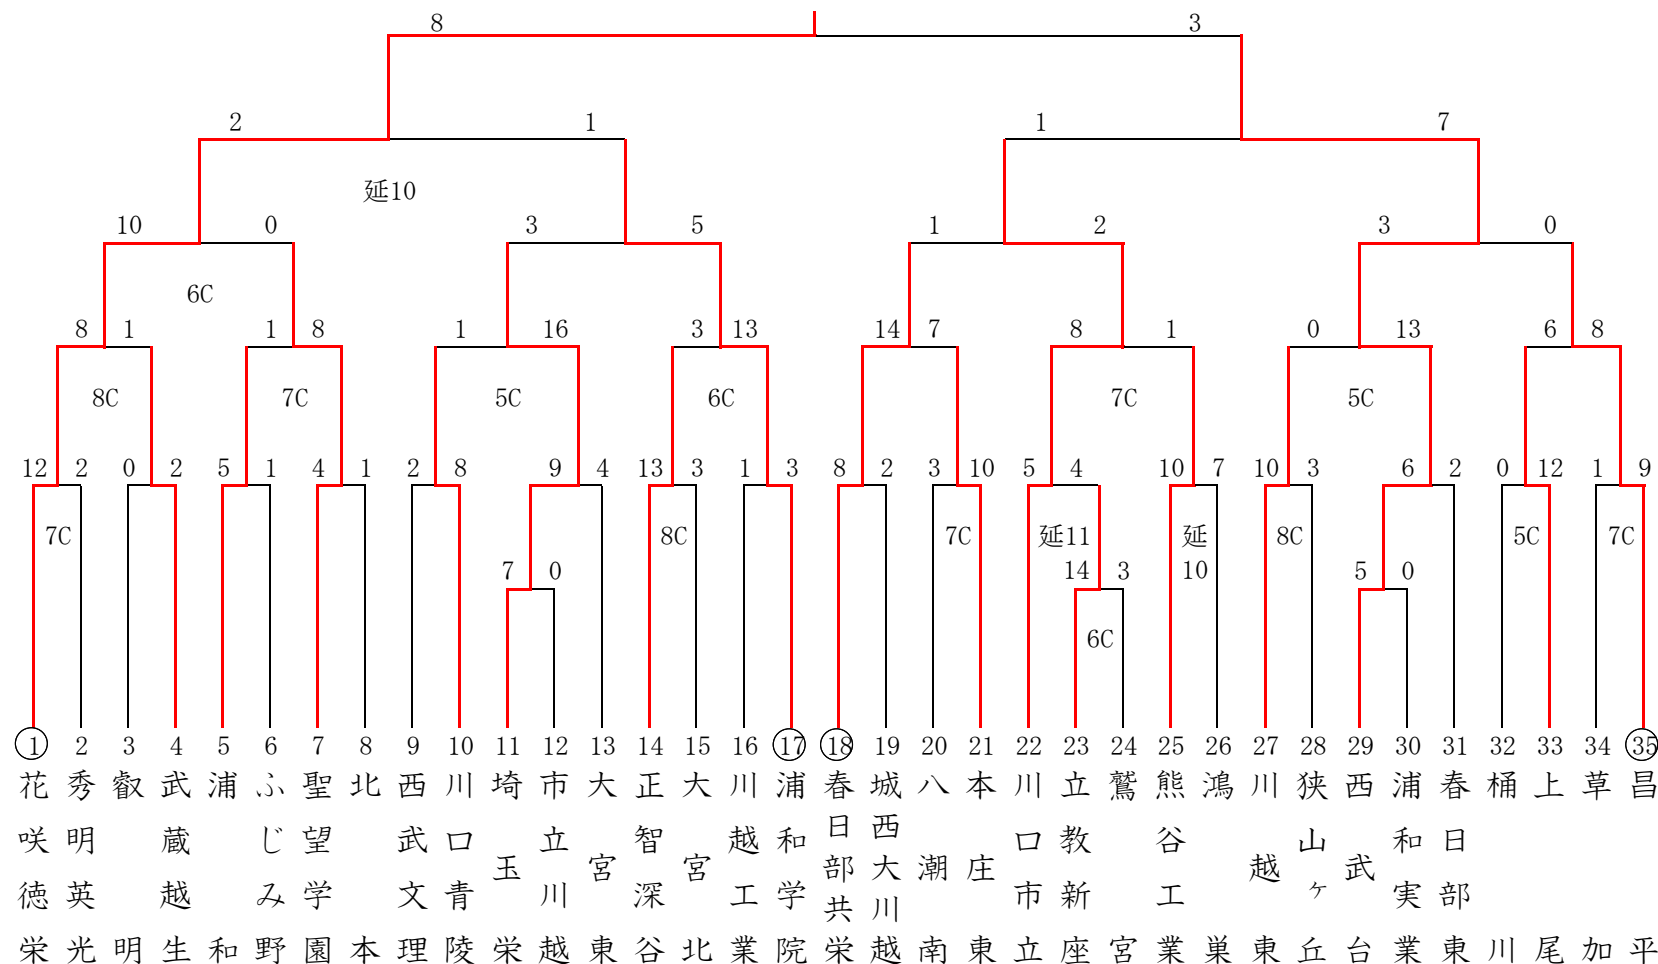 8 3
2 1 1 7
延10
10 0 3 5 1 2 3 0
6C
8 1 1 8 1 16 3 13 14 7 8 1 0 13 6 8
8C 7C 5C 6C 7C 5C
12 2 0 2 5 1 4 1 2 8 9 4 13 3 1 3 8 2 3 10 5 4 10 7 10 3 6 2 0 12 1 9
7C 8C 7C 延11 延10 8C 5C 7C
7 0 14 3 5 0
6C
1 花咲徳栄
2 秀明英光
3 叡明
4 武蔵越生
5 浦和
6 ふじみ野
7 聖望学園
8 北本
9 西武文理
10 川口青陵
11 埼玉栄
12 市立川越
13 大宮東
14 正智深谷
15 大宮北
16 川越工業
17 浦和学院
18 春日部共栄
19 城西大川越
20 八潮南
21 本庄東
22 川口市立
23 立教新座
24 鷲宮
25 熊谷工業
26 鴻巣
27 川越東
28 狭山ヶ丘
29 西武台
30 浦和実業
31 春日部東
32 桶川
33 上尾
34 草加
35 昌平